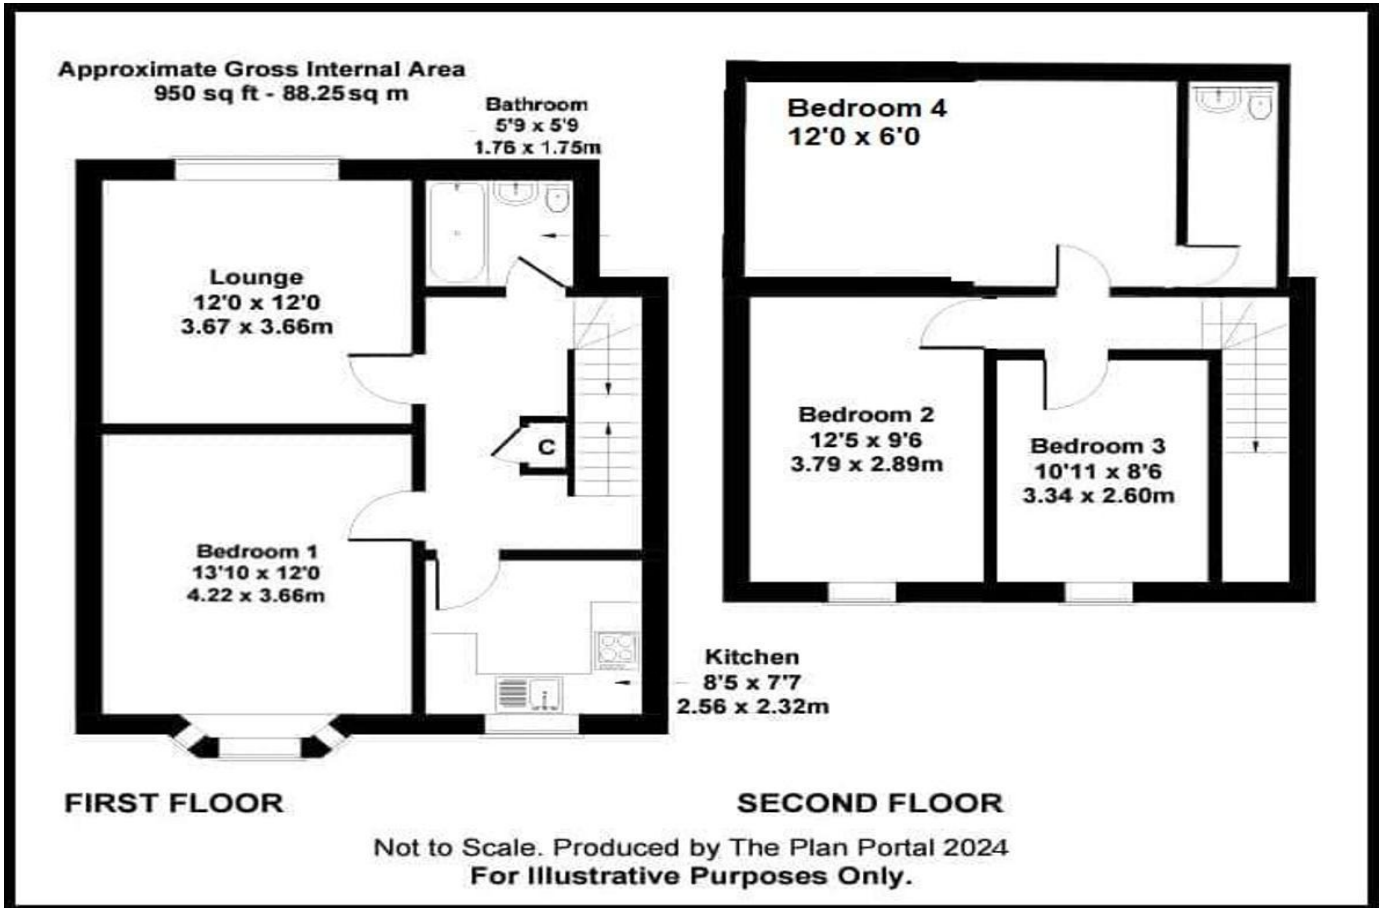 Approximate Gross Internal Area
950 sq ft - 88.25 sq m
Bathroom
5'9 x 5'9
1.76 x 1.75m
Lounge
12'0 x 12'0
3.67 x 3.66m
C
Bedroom 1
13'10 x 12'0
4.22 x 3.66m
Kitchen
8'5 x 7'7
2.56 x 2.32m
FIRST FLOOR
Bedroom 4
12'0 x 6'0
Bedroom 2
12'5 x 9'6
3.79 x 2.89m
Bedroom 3
10'11 x 8'6
3.34 x 2.60m
SECOND FLOOR
Not to Scale. Produced by The Plan Portal 2024
For Illustrative Purposes Only.